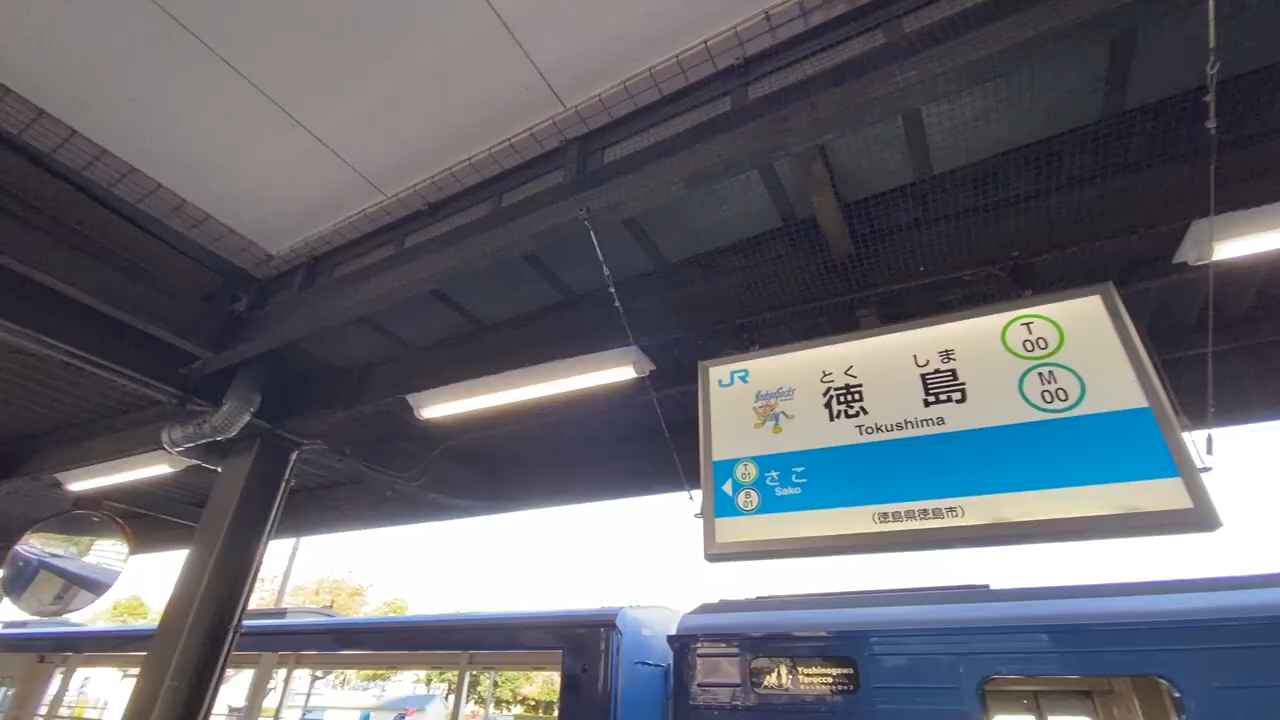 JR
とく しま
徳島
Tokushima
T
00
M
00
T
01
B
01
さこ
Sako
(徳島県徳島市)
Yoshinogawa
Torocco